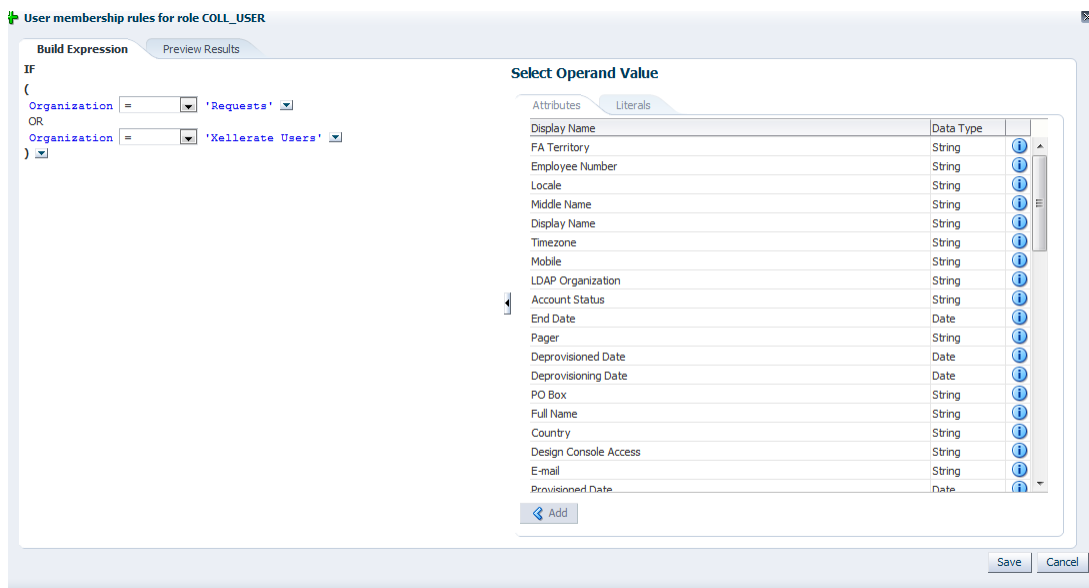 User membership rules for role COLL_USER
Build Expression Preview Results
IF
(
Organization = 'Requests'
OR
Organization = 'Xellerate Users'
)
Select Operand Value
Attributes Literals
Display Name Data Type
FA Territory String
Employee Number String
Locale String
Middle Name String
Display Name String
Timezone String
Mobile String
LDAP Organization String
Account Status String
End Date Date
Pager String
Deprovisioned Date Date
Deprovisioning Date Date
PO Box String
Full Name String
Country String
Design Console Access String
E-mail String
Provisioned Date Date
Add
Save Cancel